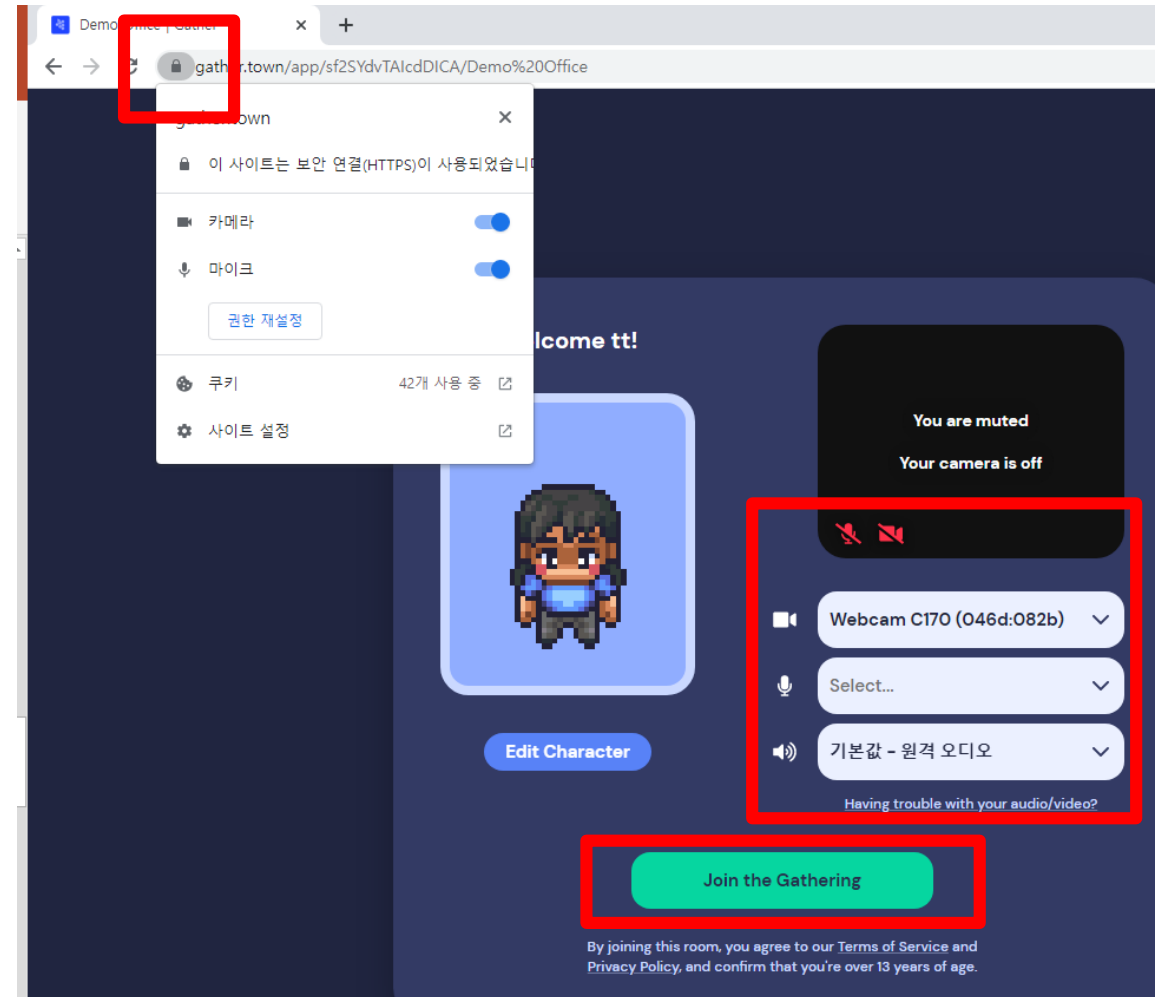 Demo Office | Gather
gather.town/app/sf2SYdvTAIcdDICA/Demo%20Office
gather.town
이 사이트는 보안 연결(HTTPS)이 사용되었습니
카메라
마이크
권한 재설정
쿠키 42개 사용 중
사이트 설정
lcome tt!
You are muted
Your camera is off
Webcam C170 (046d:082b)
Select...
기본값 – 원격 오디오
Edit Character
Having trouble with your audio/video?
Join the Gathering
By joining this room, you agree to our Terms of Service and
Privacy Policy, and confirm that you're over 13 years of age.